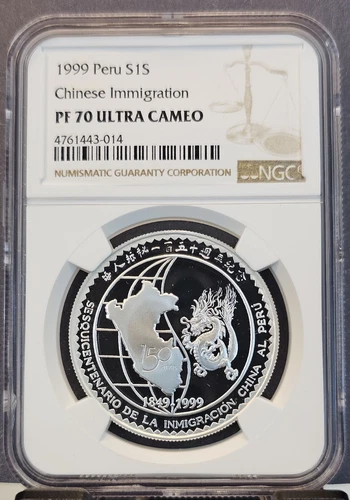 1999 Peru S1S
Chinese Immigration
PF 70 ULTRA CAMEO
4761443-014
NUMISMATIC GUARANTY CORPORATION
NGC
150
1849-1999
SESQUICENTENARIO DE LA INMIGRACIÓN CHINA AL PERU